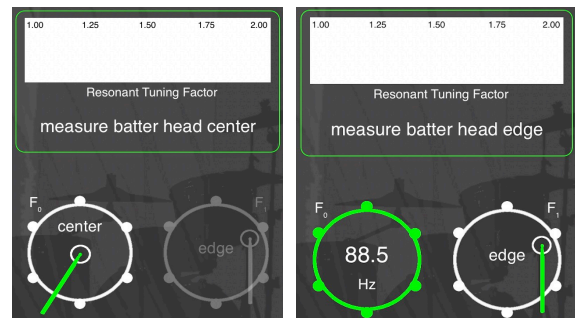 1.00 1.25 1.50 1.75 2.00
Resonant Tuning Factor
measure batter head center
F0 F1
center
edge
1.00 1.25 1.50 1.75 2.00
Resonant Tuning Factor
measure batter head edge
F0 F1
88.5
Hz
edge